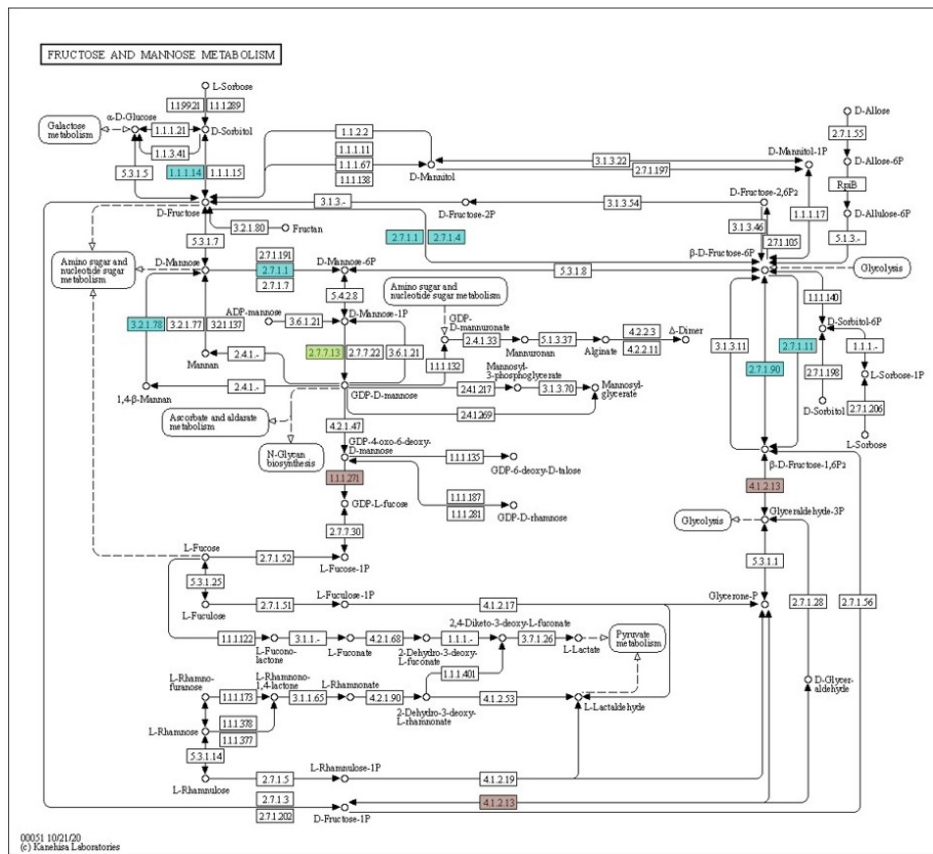 FRUCTOSE AND MANNOSE METABOLISM
L-Sorbose
1.1.99.21 1.1.1.289
α-D-Glucose
Galactose
metabolism
1.1.1.21
D-Sorbitol
1.1.3.41
5.3.1.5
1.1.1.14
1.1.1.15
1.1.2.2
1.1.1.11
1.1.1.67
1.1.1.138
D-Mannitol
3.1.3.22
2.7.1.197
D-Mannitol-1P
D-Allose
2.7.1.55
D-Allose-6P
RpiB
D-Allulose-6P
5.1.3.-
1.1.1.17
D-Fructose
3.1.3.-
D-Fructose-2P
3.1.3.54
D-Fructose-2,6P2
3.2.1.80
Fructan
2.7.1.1
2.7.1.4
3.1.3.46
2.7.1.105
β-D-Fructose-6P
5.3.1.7
Amino sugar and
nucleotide sugar
metabolism
D-Mannose
2.7.1.191
2.7.1.1
2.7.1.7
D-Mannose-6P
5.3.1.8
Glycolysis
5.4.2.8
Amino sugar and
nucleotide sugar metabolism
1.1.1.140
D-Sorbitol-6P
ADP-mannose
3.6.1.21
D-Mannose-1P
GDP-
D-mannuronate
3.2.1.78
3.2.1.77
3.2.1.137
2.7.7.13
2.7.7.22
3.6.1.21
1.1.1.132
2.4.1.33
Mannuronan
5.1.3.37
Alginate
4.2.2.3
4.2.2.11
Δ-Dimer
3.1.3.11
2.7.1.11
2.7.1.90
1.1.1.-
2.7.1.198
L-Sorbose-1P
D-Sorbitol
2.7.1.206
L-Sorbose
Mannan
2.4.1.-
1,4-β-Mannan
2.4.1.-
GDP-D-mannose
2.4.1.217
Mannosyl-
3-phosphoglycerate
3.1.3.70
Mannosyl-
glycerate
2.4.1.269
Ascorbate and aldarate
metabolism
N-Glycan
biosynthesis
4.2.1.47
GDP-4-oxo-6-deoxy-
D-mannose
1.1.1.135
GDP-6-deoxy-D-talose
1.1.1.271
1.1.1.187
1.1.1.281
GDP-D-rhamnose
GDP-L-fucose
2.7.7.30
β-D-Fructose-1,6P2
4.1.2.13
Glycolysis
Glyceraldehyde-3P
5.3.1.1
L-Fucose
2.7.1.52
L-Fucose-1P
5.3.1.25
L-Fuculose
2.7.1.51
L-Fuculose-1P
4.1.2.17
Glycerone-P
2.7.1.28
2.7.1.56
1.1.1.122
L-Fucono-
lactone
3.1.1.-
L-Fuconate
4.2.1.68
2-Dehydro-3-deoxy-
L-fuconate
1.1.1.-
2,4-Diketo-3-deoxy-L-fuconate
3.7.1.26
L-Lactate
Pyruvate
metabolism
1.1.1.401
L-Rhamno-
furanose
1.1.1.173
L-Rhamnono-
1,4-lactone
3.1.1.65
L-Rhamnonate
4.2.1.90
2-Dehydro-3-deoxy-
L-rhamnonate
4.1.2.53
L-Lactaldehyde
D-Glycer-
aldehyde
L-Rhamnose
1.1.1.378
1.1.1.377
5.3.1.14
L-Rhamnulose
2.7.1.5
L-Rhamnulose-1P
4.1.2.19
2.7.1.3
2.7.1.202
D-Fructose-1P
4.1.2.13
00051 10/21/20
(c) Kanehisa Laboratories